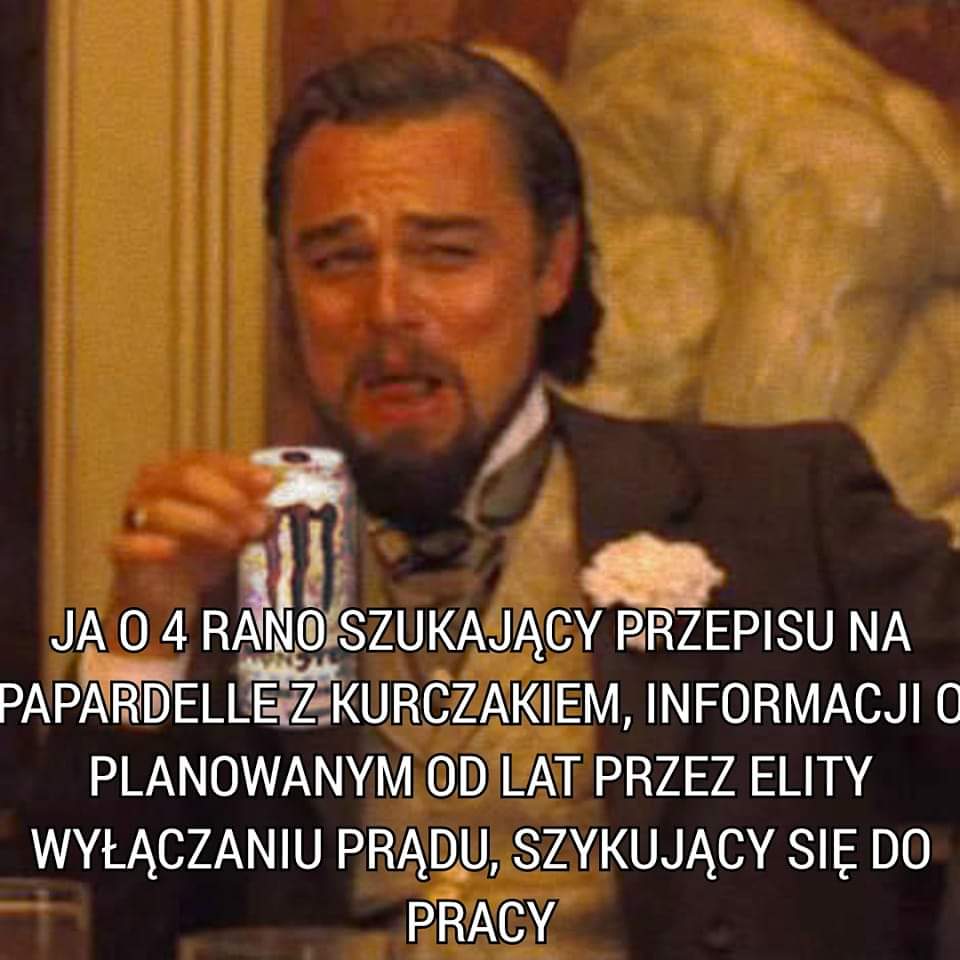 JA O 4 RANO SZUKAJĄCY PRZEPISU NA
PAPARDELLE Z KURCZAKIEM, INFORMACJI O
PLANOWANYM OD LAT PRZEZ ELITY
WYŁĄCZANIU PRĄDU, SZYKUJĄCY SIĘ DO
PRACY